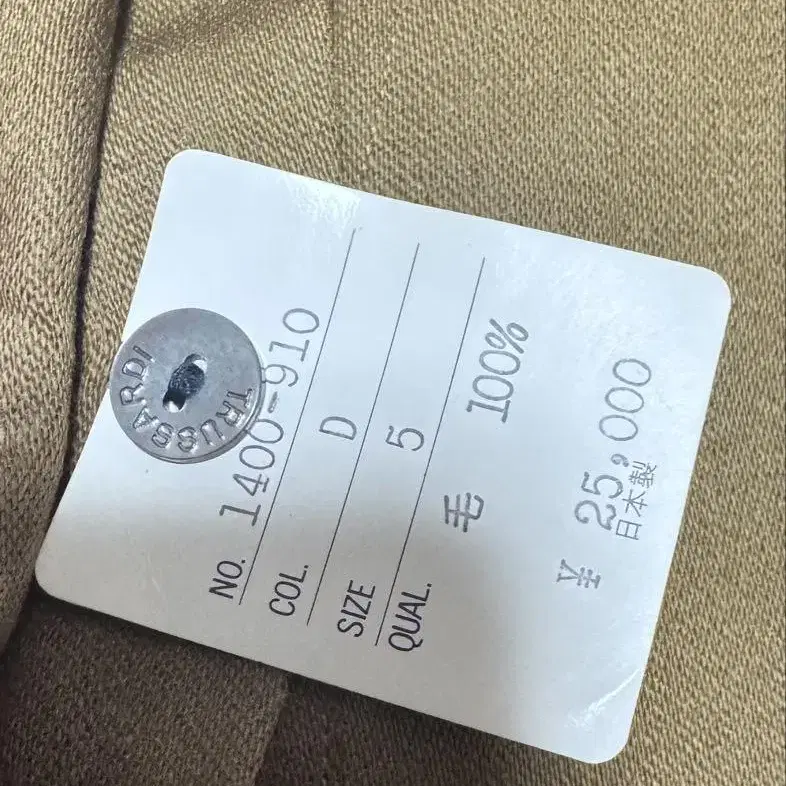 TRUSSARDI
NO. 1400-910
COL. D
SIZE 5
QUAL.
毛 100%
¥ 25,000
日本製